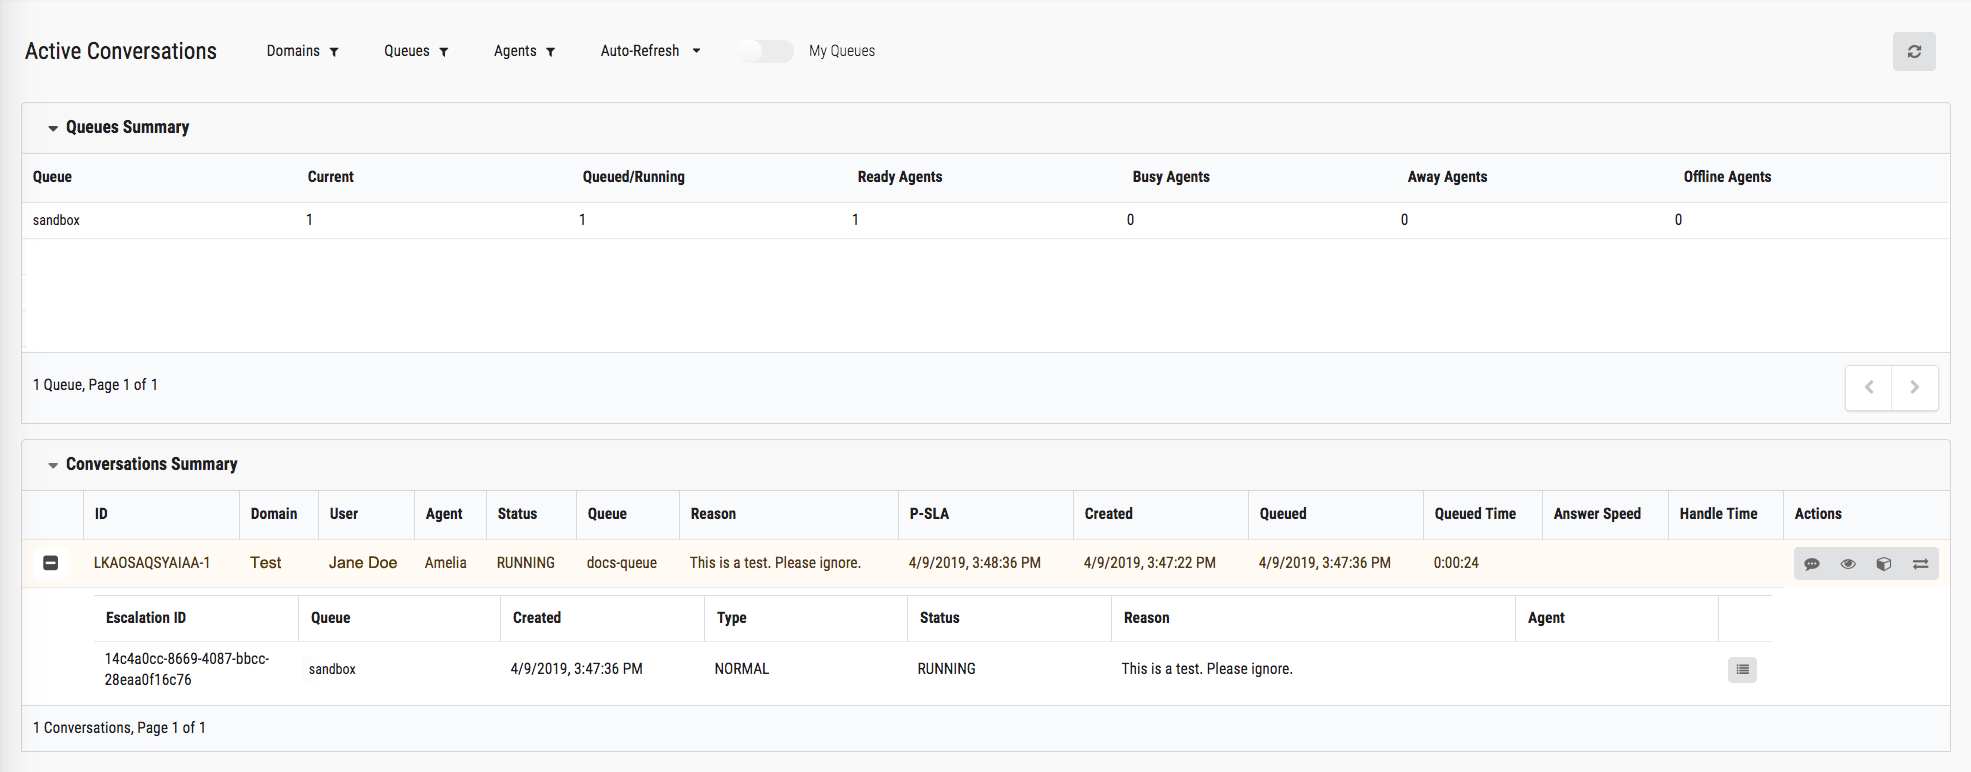 Active Conversations Domains Queues Agents Auto-Refresh My Queues
Queues Summary
Queue Current Queued/Running Ready Agents Busy Agents Away Agents Offline Agents
sandbox 1 1 1 0 0 0
1 Queue, Page 1 of 1
Conversations Summary
ID Domain User Agent Status Queue Reason P-SLA Created Queued Queued Time Answer Speed Handle Time Actions
LKAOSAQSYAIAA-1 Test Jane Doe Amelia RUNNING docs-queue This is a test. Please ignore. 4/9/2019, 3:48:36 PM 4/9/2019, 3:47:22 PM 4/9/2019, 3:47:36 PM 0:00:24
Escalation ID Queue Created Type Status Reason Agent
14c4a0cc-8669-4087-bbcc-
28eaa0f16c76 sandbox 4/9/2019, 3:47:36 PM NORMAL RUNNING This is a test. Please ignore.
1 Conversations, Page 1 of 1